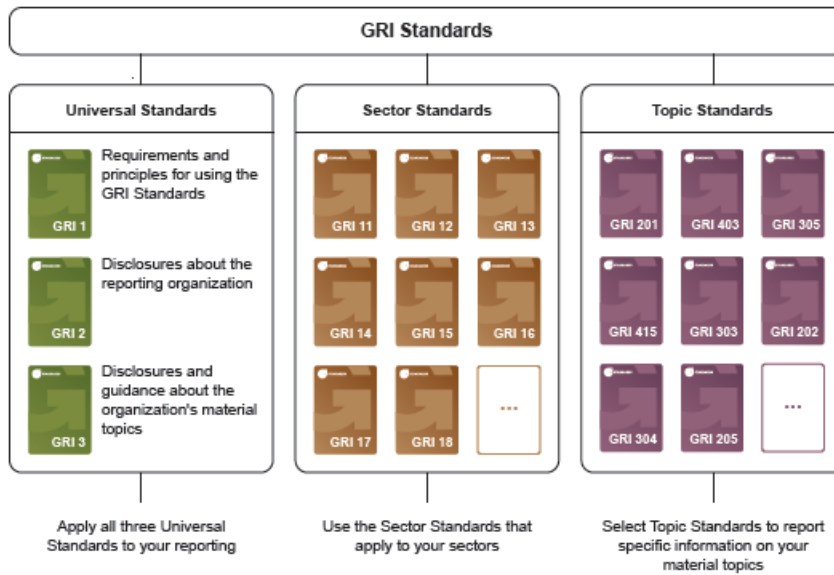 GRI Standards
Universal Standards
GRI 1
Requirements and
principles for using the
GRI Standards
GRI 2
Disclosures about the
reporting organization
GRI 3
Disclosures and
guidance about the
organization's material
topics
Apply all three Universal
Standards to your reporting
Sector Standards
GRI 11 GRI 12 GRI 13
GRI 14 GRI 15 GRI 16
GRI 17 GRI 18 ...
Use the Sector Standards that
apply to your sectors
Topic Standards
GRI 201 GRI 403 GRI 305
GRI 415 GRI 303 GRI 202
GRI 304 GRI 205 ...
Select Topic Standards to report
specific information on your
material topics